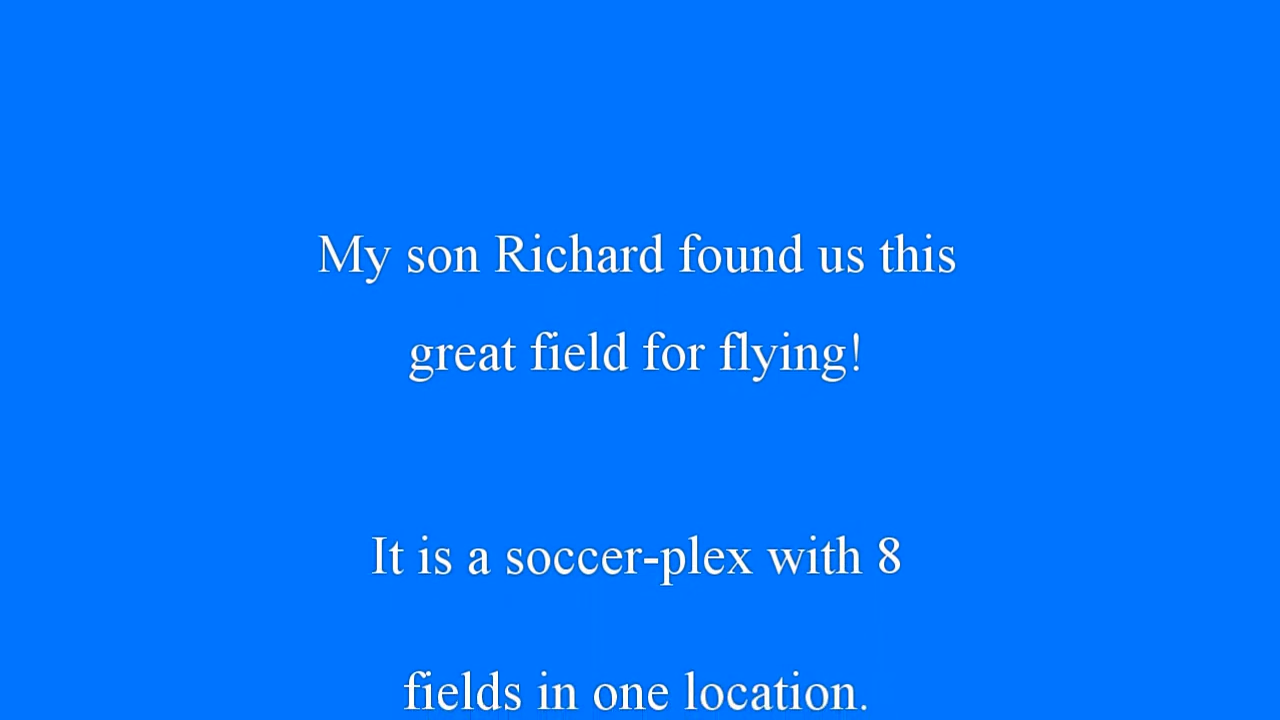 My son Richard found us this
great field for flying!
It is a soccer-plex with 8
fields in one location.